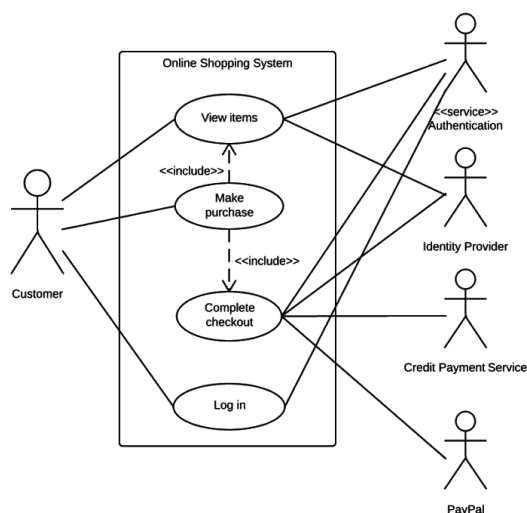 Online Shopping System
View items
<<service>>
Authentication
<<include>>
Make
purchase
Identity Provider
<<include>>
Customer
Complete
checkout
Credit Payment Service
Log in
PayPal